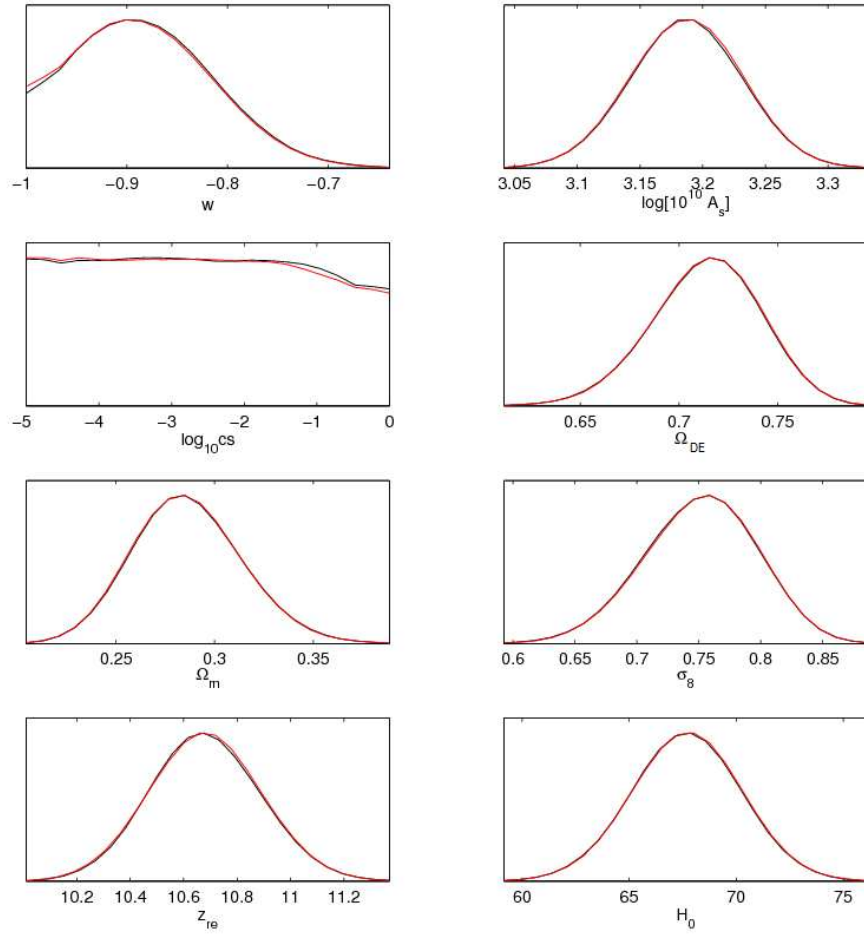 −1 −0.9 −0.8 −0.7
w
3.05 3.1 3.15 3.2 3.25 3.3
log[10^10 A_s]
−5 −4 −3 −2 −1 0
log_10 cs
0.65 0.7 0.75
Ω_DE
0.25 0.3 0.35
Ω_m
0.6 0.65 0.7 0.75 0.8 0.85
σ_8
10.2 10.4 10.6 10.8 11 11.2
z_re
60 65 70 75
H_0